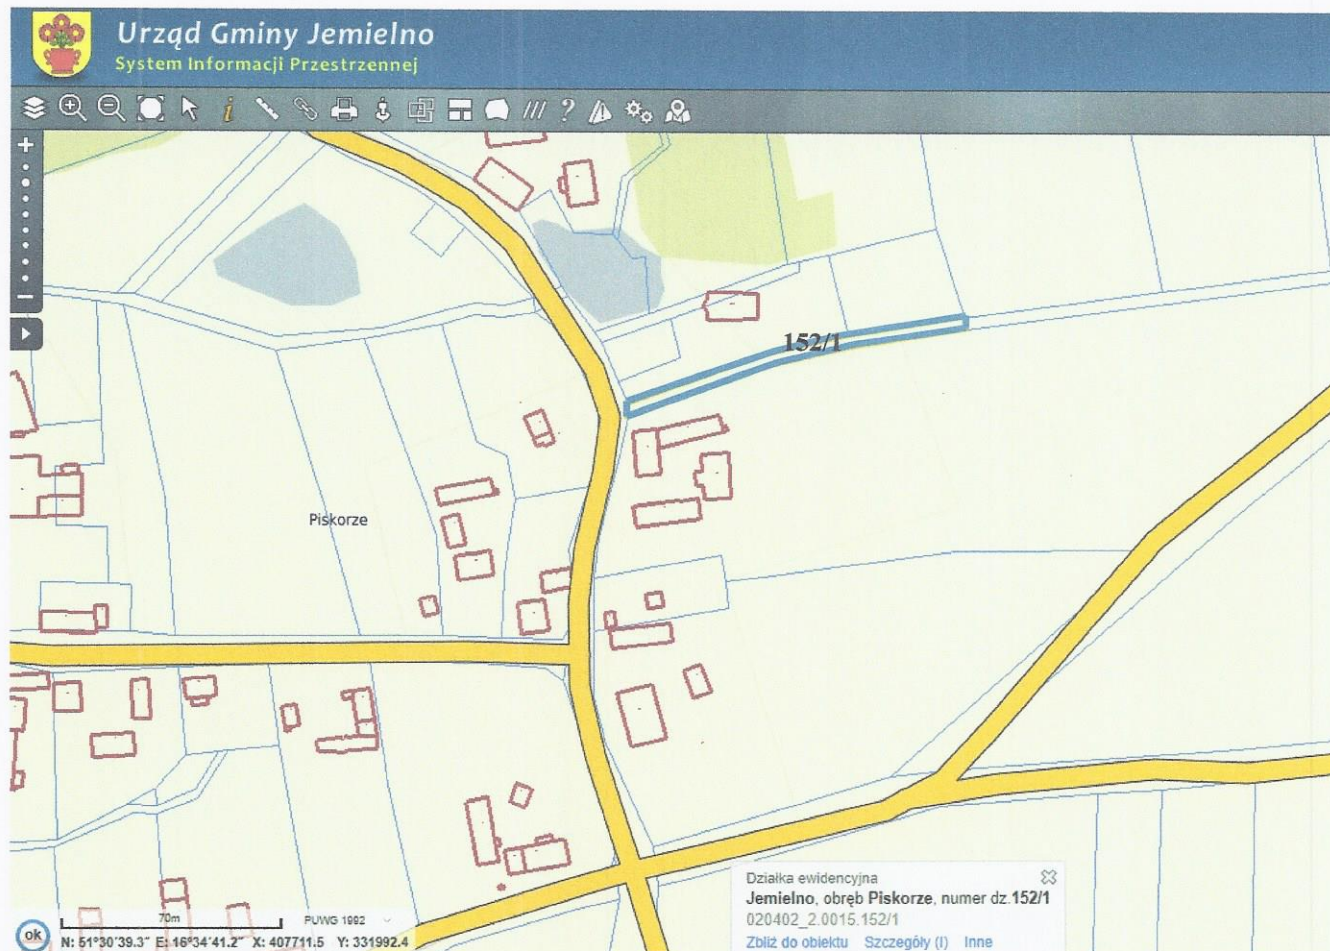 Urząd Gminy Jemielno
System Informacji Przestrzennej
152/1
Piskorze
Działka ewidencyjna
Jemielno, obręb Piskorze, numer dz.152/1
020402_2.0015.152/1
Zbliż do obiektu Szczegóły (I) Inne
70m
PUWG 1992
ok
N: 51°30'39.3" E: 16°34'41.2" X: 407711.5 Y: 331992.4